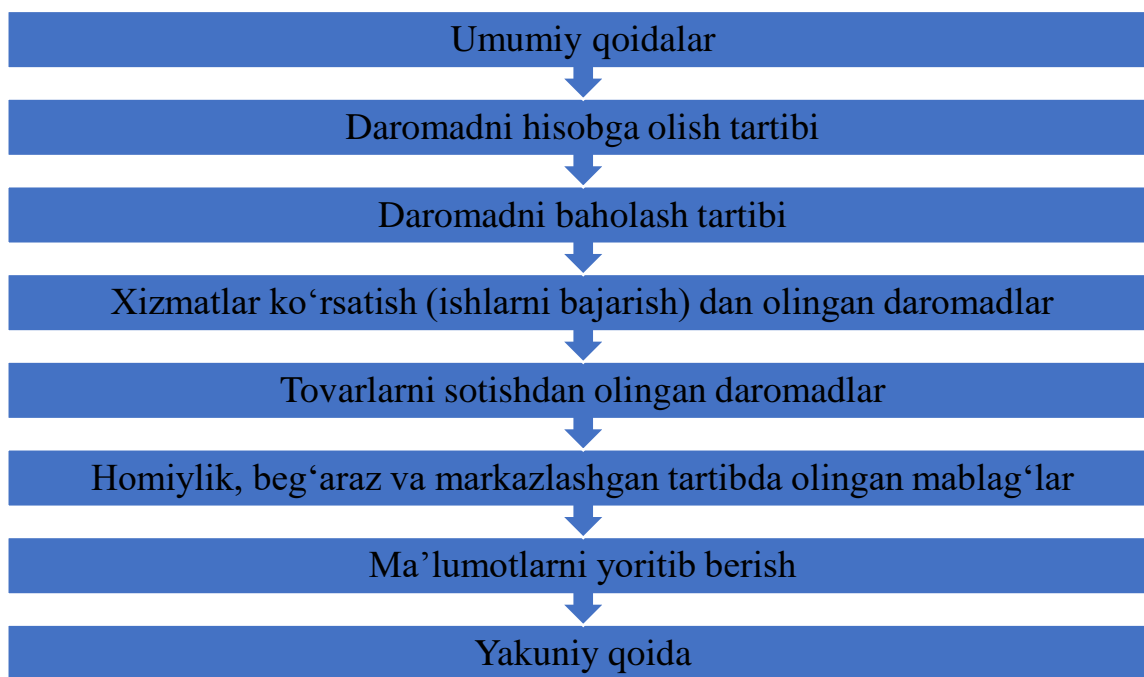 Umumiy qoidalar
Daromadni hisobga olish tartibi
Daromadni baholash tartibi
Xizmatlar ko‘rsatish (ishlarni bajarish) dan olingan daromadlar
Tovarlarni sotishdan olingan daromadlar
Homiylik, beg‘araz va markazlashgan tartibda olingan mablag‘lar
Ma’lumotlarni yoritib berish
Yakuniy qoida